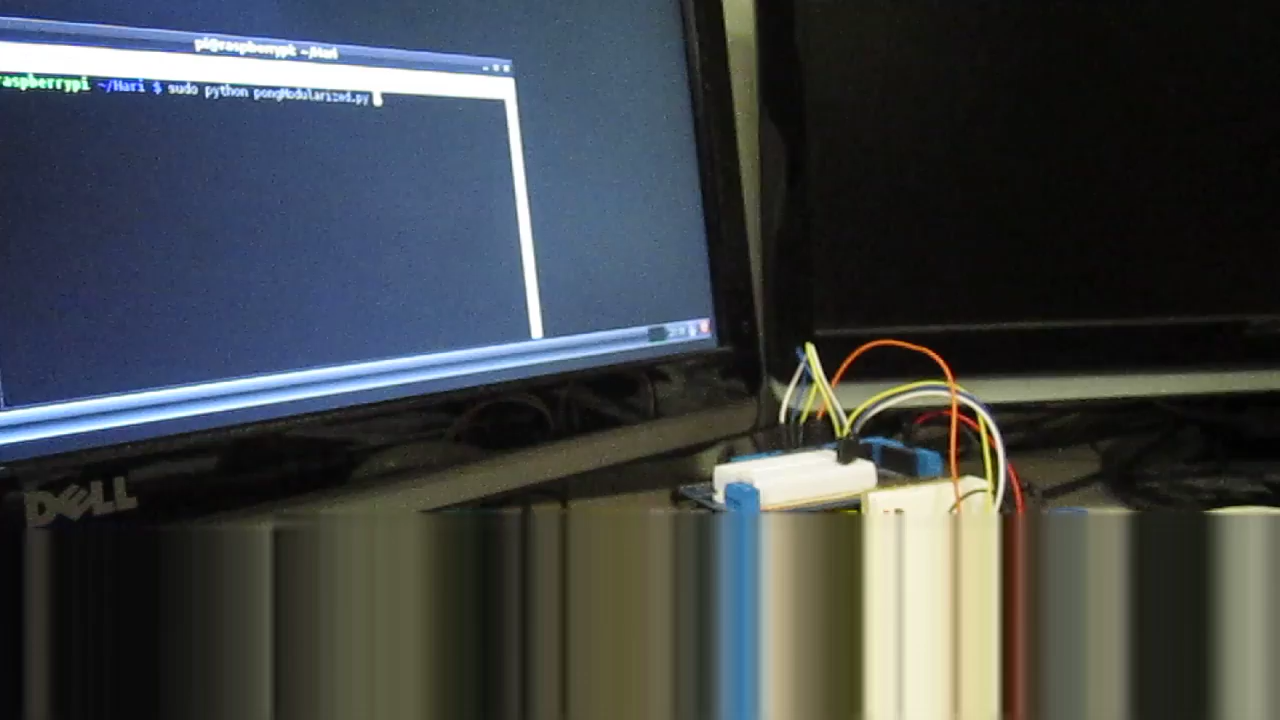 pi@raspberrypi: ~/Hari
raspberrypi ~/Hari $ sudo python pongModularized.py
DELL